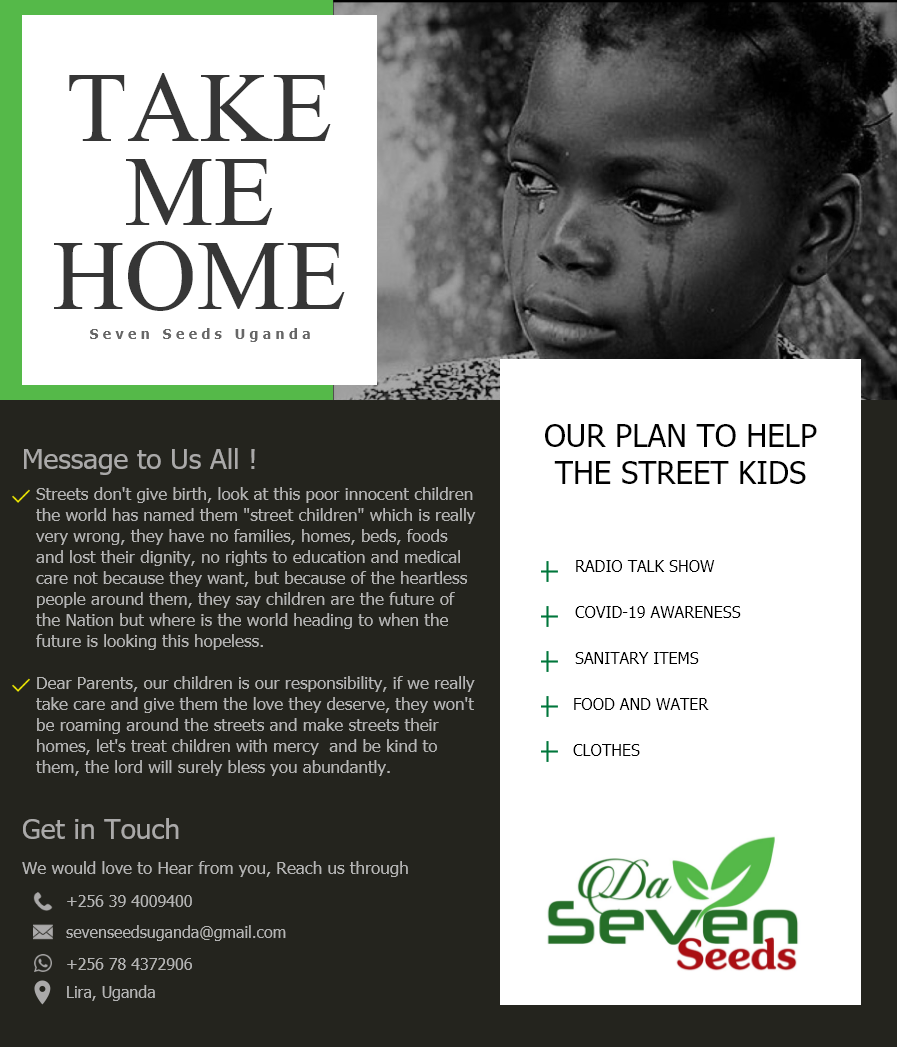 TAKE
ME
HOME
Seven Seeds Uganda
Message to Us All !
Streets don't give birth, look at this poor innocent children
the world has named them "street children" which is really
very wrong, they have no families, homes, beds, foods
and lost their dignity, no rights to education and medical
care not because they want, but because of the heartless
people around them, they say children are the future of
the Nation but where is the world heading to when the
future is looking this hopeless.
Dear Parents, our children is our responsibility, if we really
take care and give them the love they deserve, they won't
be roaming around the streets and make streets their
homes, let's treat children with mercy  and be kind to
them, the lord will surely bless you abundantly.
Get in Touch
We would love to Hear from you, Reach us through
+256 39 4009400
sevenseedsuganda@gmail.com
+256 78 4372906
Lira, Uganda
OUR PLAN TO HELP
THE STREET KIDS
RADIO TALK SHOW
COVID-19 AWARENESS
SANITARY ITEMS
FOOD AND WATER
CLOTHES
Da
Seven
Seeds